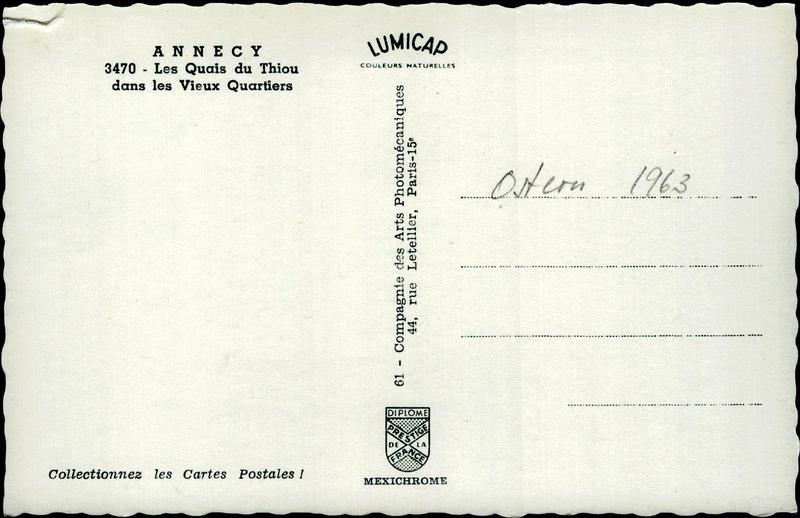 ANNECY
3470 - Les Quais du Thiou
dans les Vieux Quartiers
LUMICAP
COULEURS NATURELLES
61 - Compagnie des Arts Photomécaniques
44, rue Letellier, Paris-15e
Ostern 1963
DIPLOME
PRESTIGE
DE LA
FRANCE
MEXICHROME
Collectionnez les Cartes Postales !